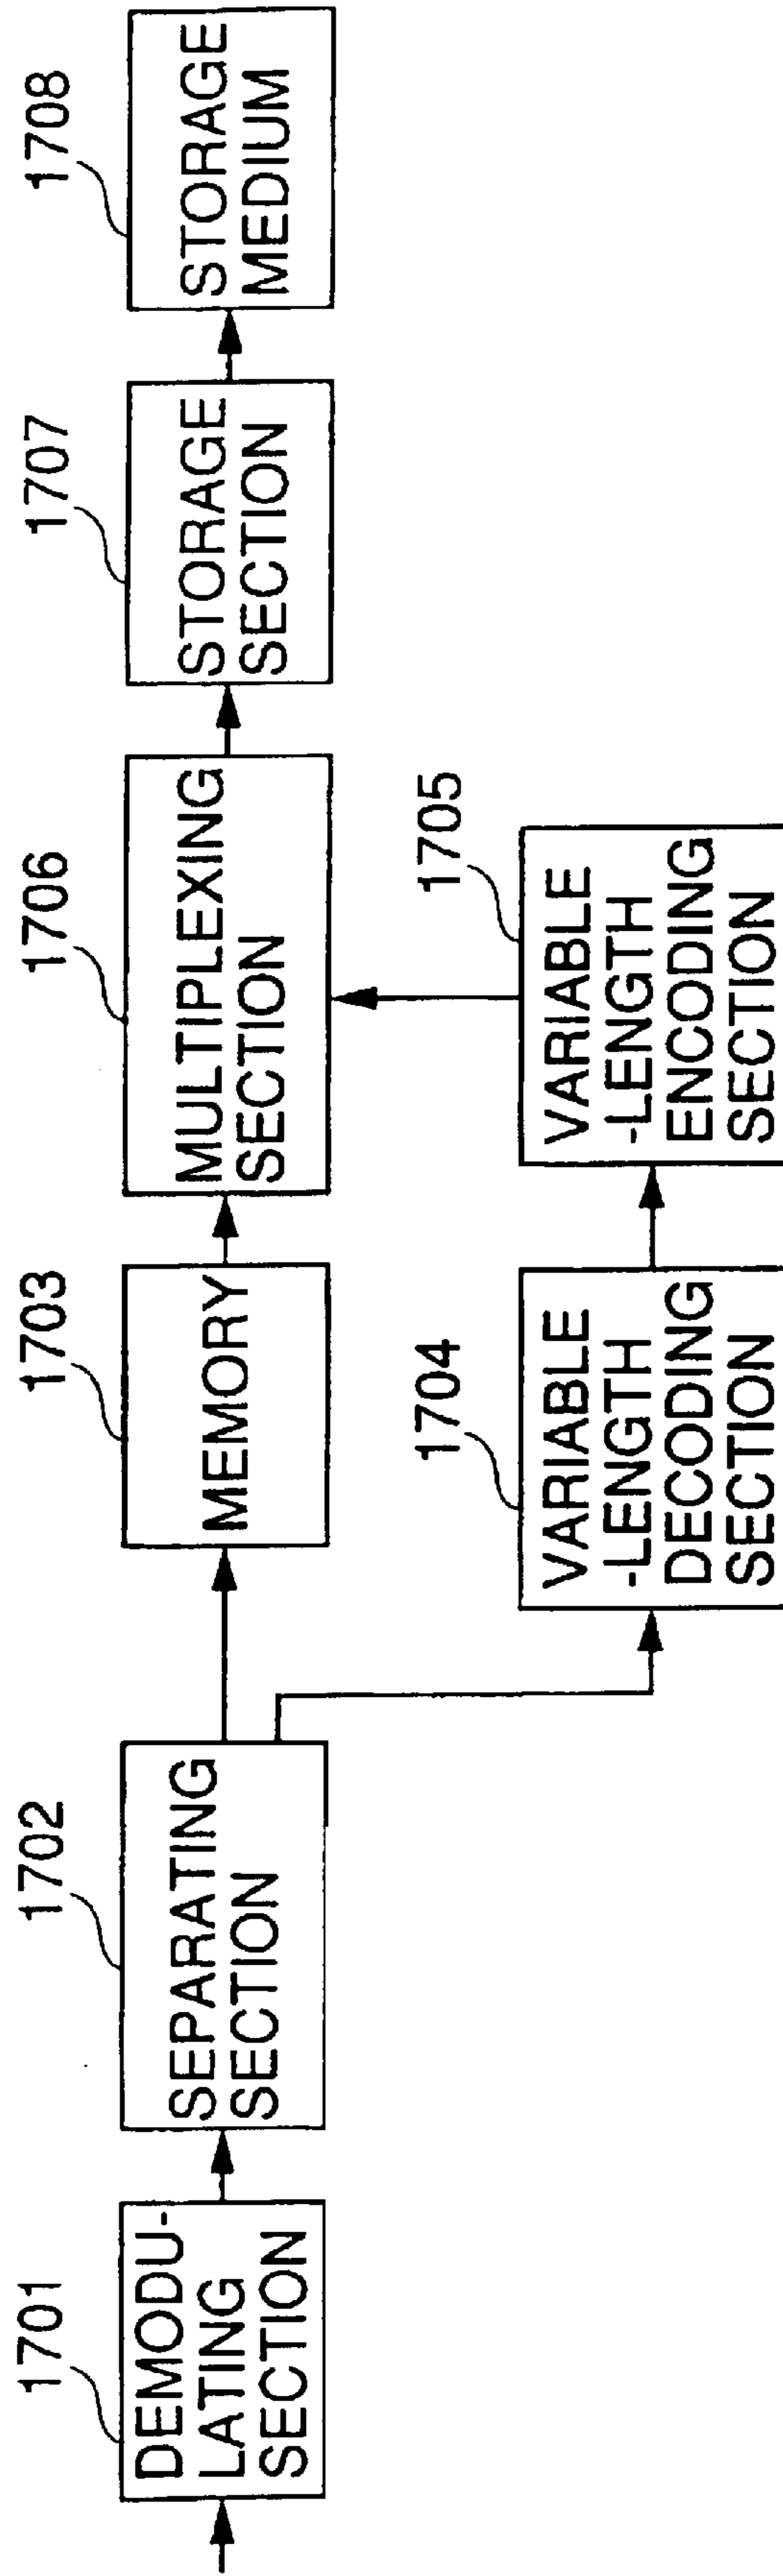 1701
DEMODU-
LATING
SECTION
1702
SEPARATING
SECTION
1703
MEMORY
1704
VARIABLE
-LENGTH
DECODING
SECTION
1705
VARIABLE
-LENGTH
ENCODING
SECTION
1706
MULTIPLEXING
SECTION
1707
STORAGE
SECTION
1708
STORAGE
MEDIUM